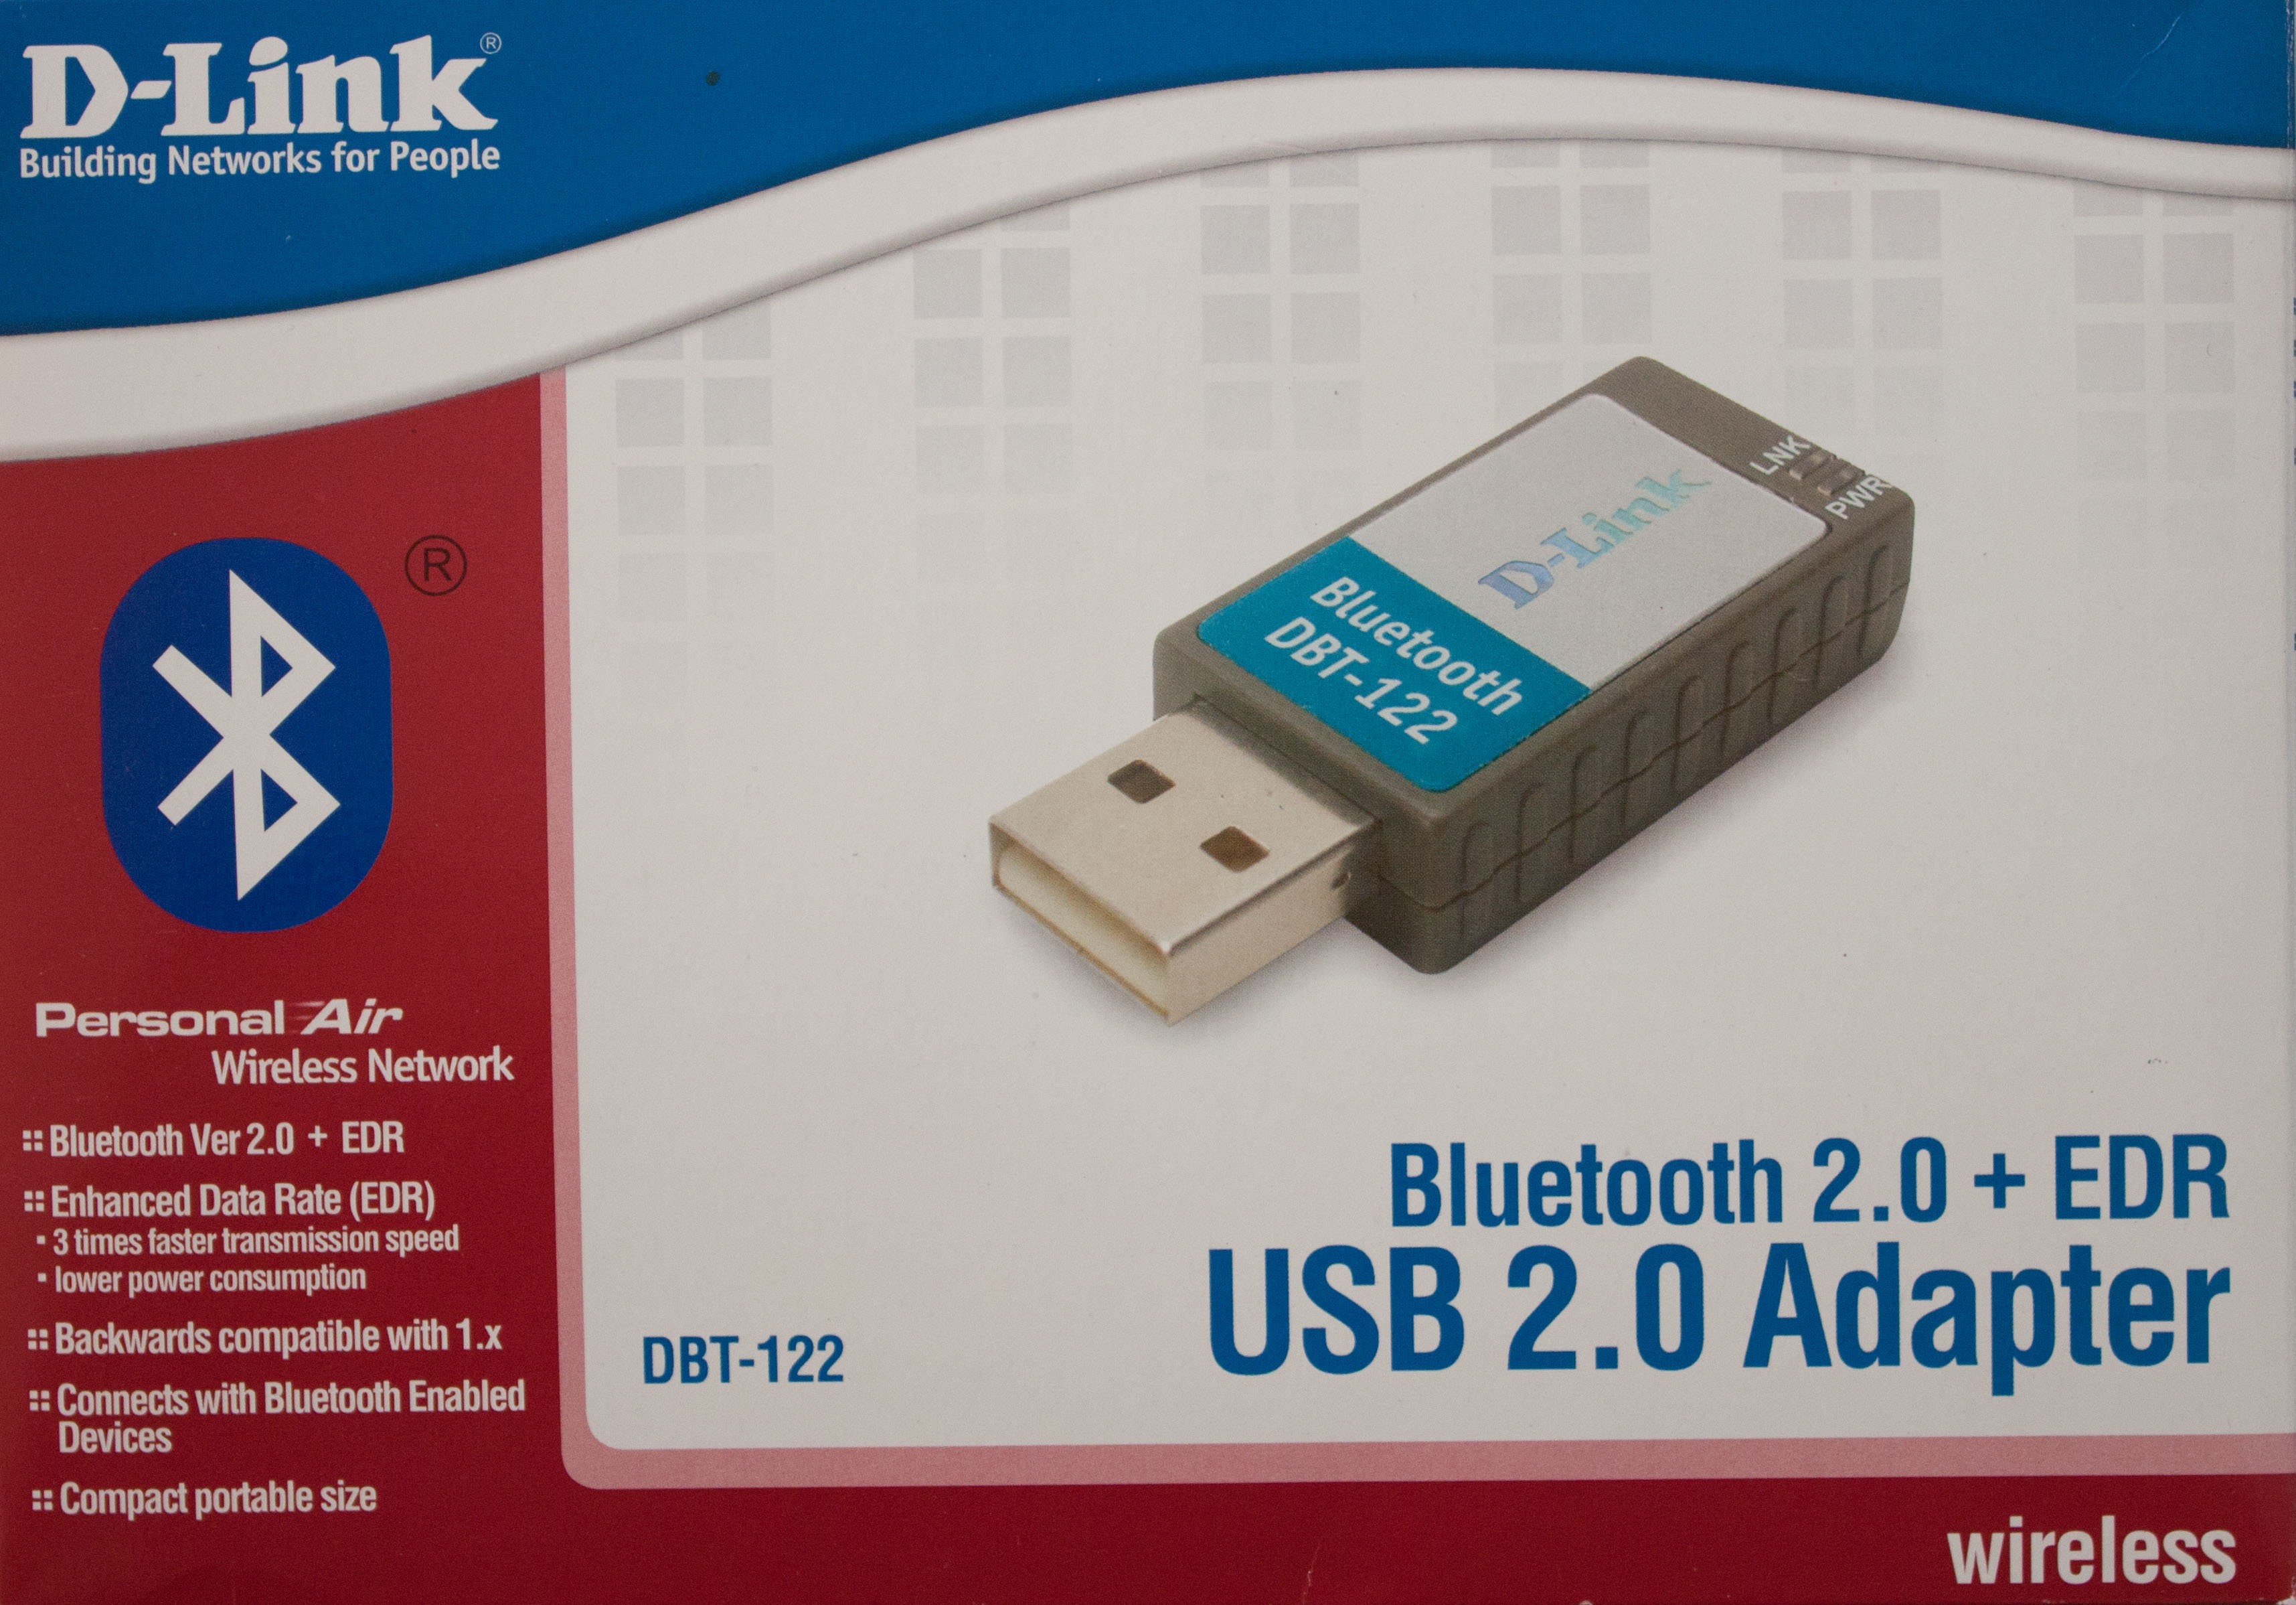 D-Link®
Building Networks for People
®
Personal Air
Wireless Network
:: Bluetooth Ver 2.0 + EDR
:: Enhanced Data Rate (EDR)
▪ 3 times faster transmission speed
▪ lower power consumption
:: Backwards compatible with 1.x
:: Connects with Bluetooth Enabled
Devices
:: Compact portable size
LNK
PWR
D-Link
Bluetooth
DBT-122
Bluetooth 2.0 + EDR
USB 2.0 Adapter
DBT-122
wireless